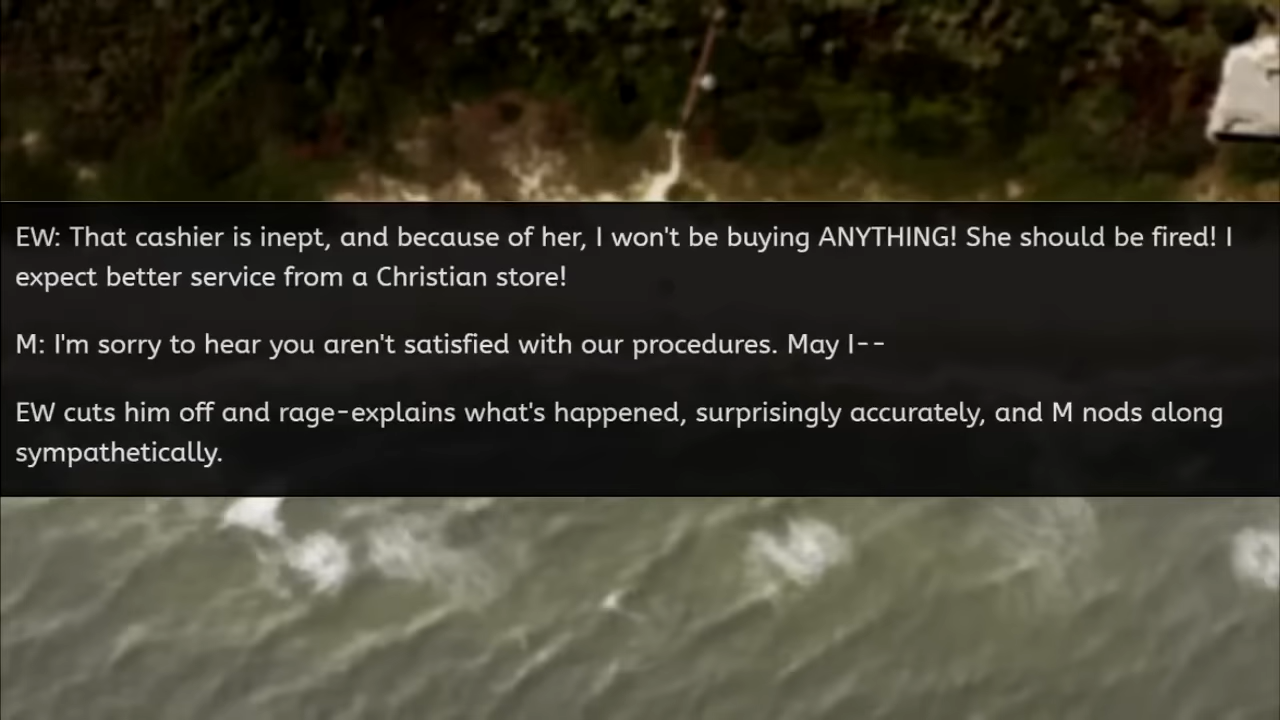 EW: That cashier is inept, and because of her, I won't be buying ANYTHING! She should be fired! I
expect better service from a Christian store!
M: I'm sorry to hear you aren't satisfied with our procedures. May I--
EW cuts him off and rage-explains what's happened, surprisingly accurately, and M nods along
sympathetically.